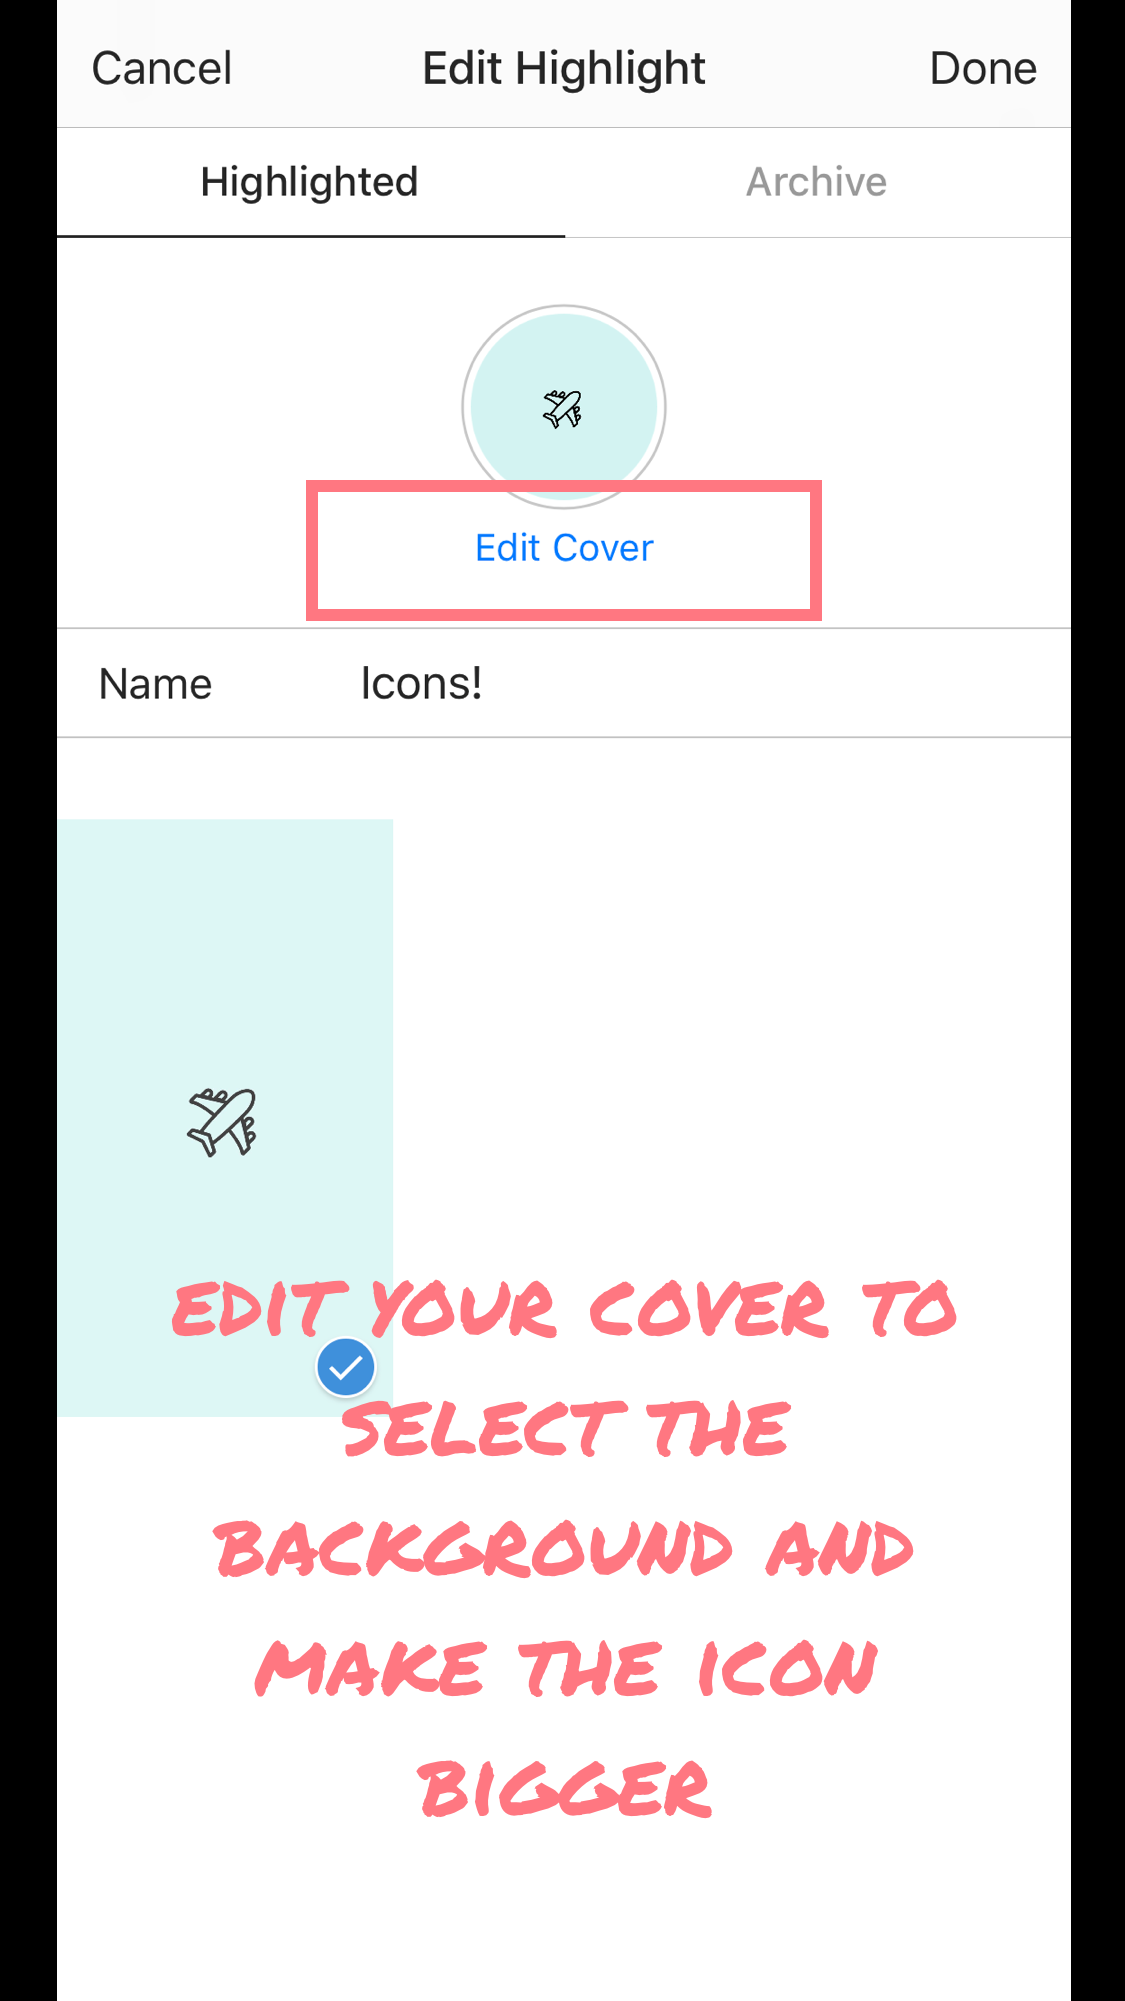 Cancel Edit Highlight Done
Highlighted Archive
Edit Cover
Name Icons!
EDIT YOUR COVER TO
SELECT THE
BACKGROUND AND
MAKE THE ICON
BIGGER